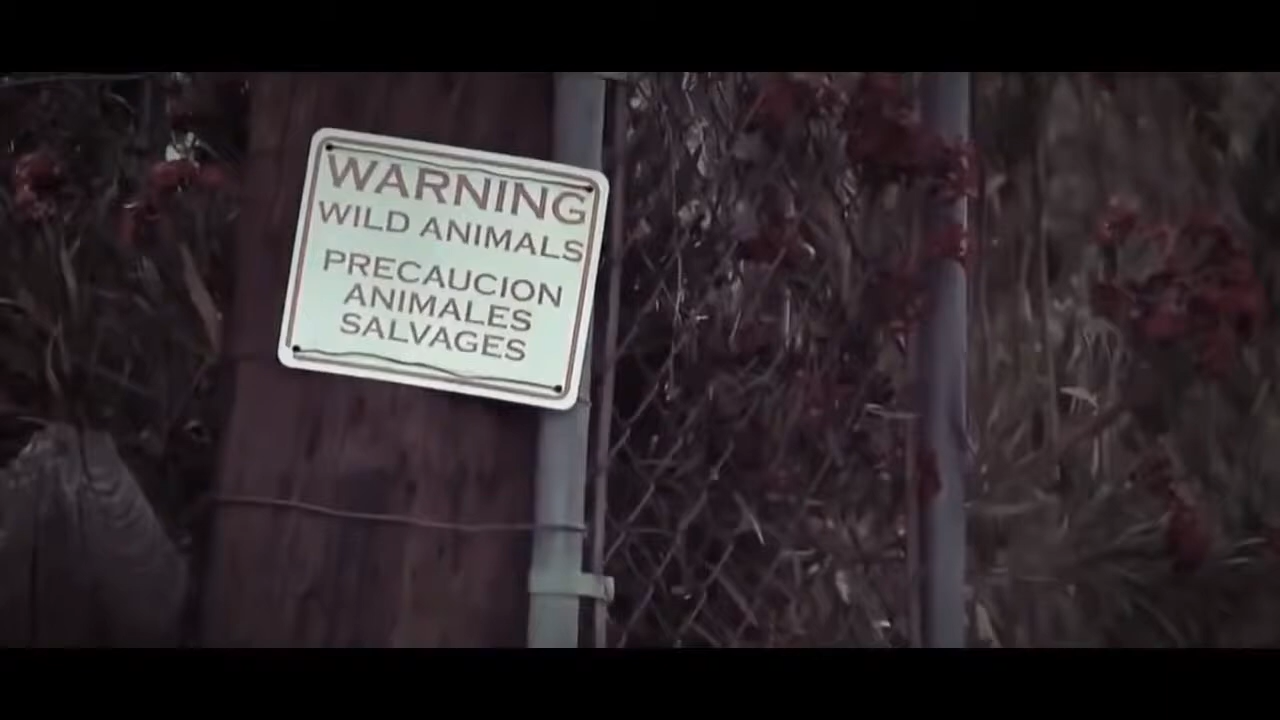 WARNING
WILD ANIMALS
PRECAUCION
ANIMALES
SALVAGES